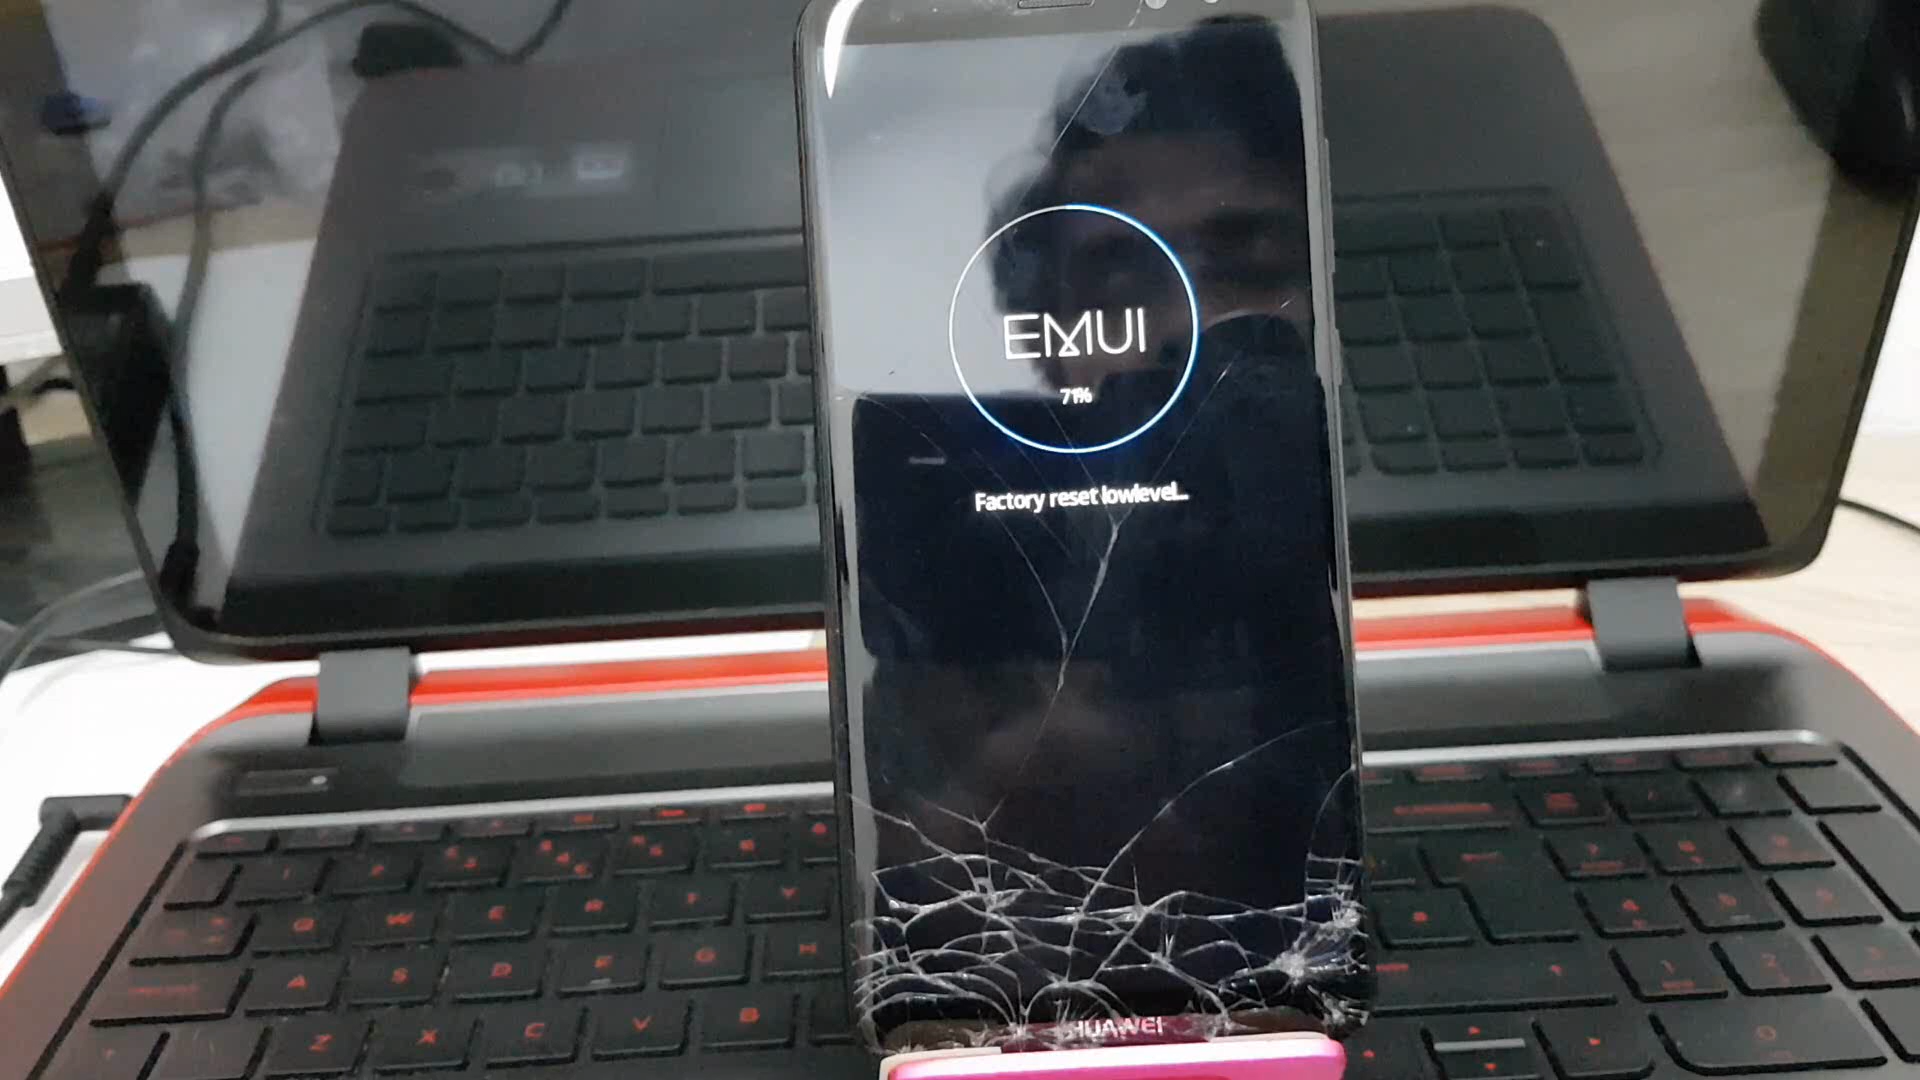 EMUI
71%
Factory reset lowlevel...
HUAWEI
Q W E R T Y
A S D F G H
Z X C V B